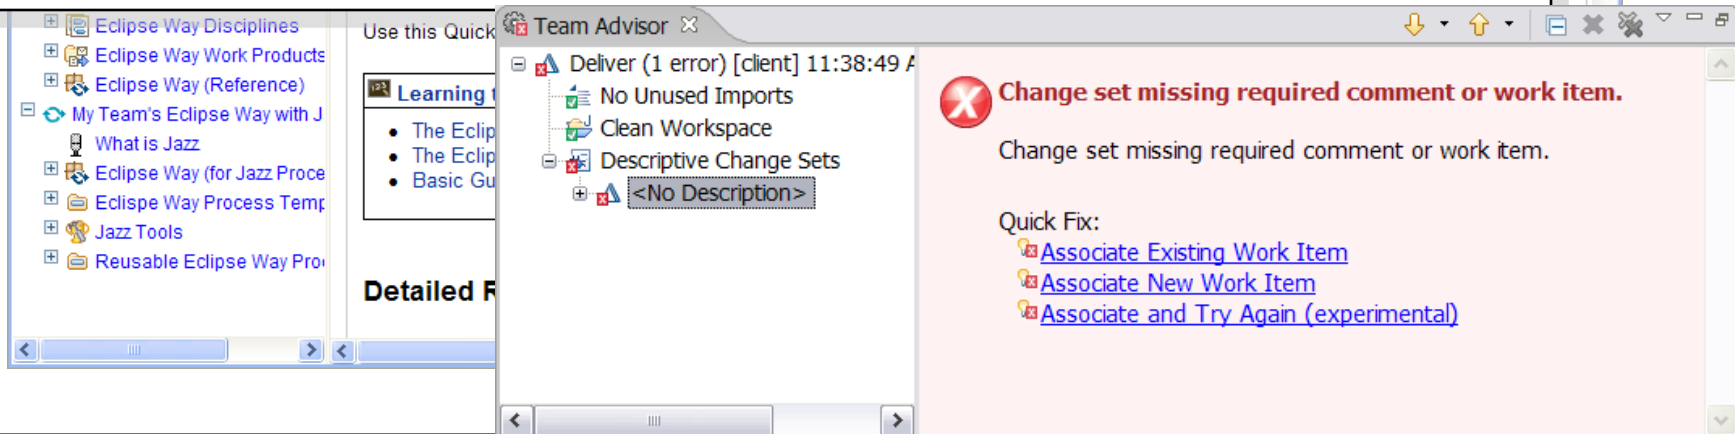 Eclipse Way Disciplines
Eclipse Way Work Products
Eclipse Way (Reference)
My Team's Eclipse Way with J
What is Jazz
Eclipse Way (for Jazz Proce
Eclispe Way Process Temp
Jazz Tools
Reusable Eclipse Way Pro
Use this Quick
Learning t
The Eclip
The Eclip
Basic Gu
Detailed R
Team Advisor
Deliver (1 error) [client] 11:38:49 A
No Unused Imports
Clean Workspace
Descriptive Change Sets
<No Description>
Change set missing required comment or work item.
Change set missing required comment or work item.
Quick Fix:
Associate Existing Work Item
Associate New Work Item
Associate and Try Again (experimental)